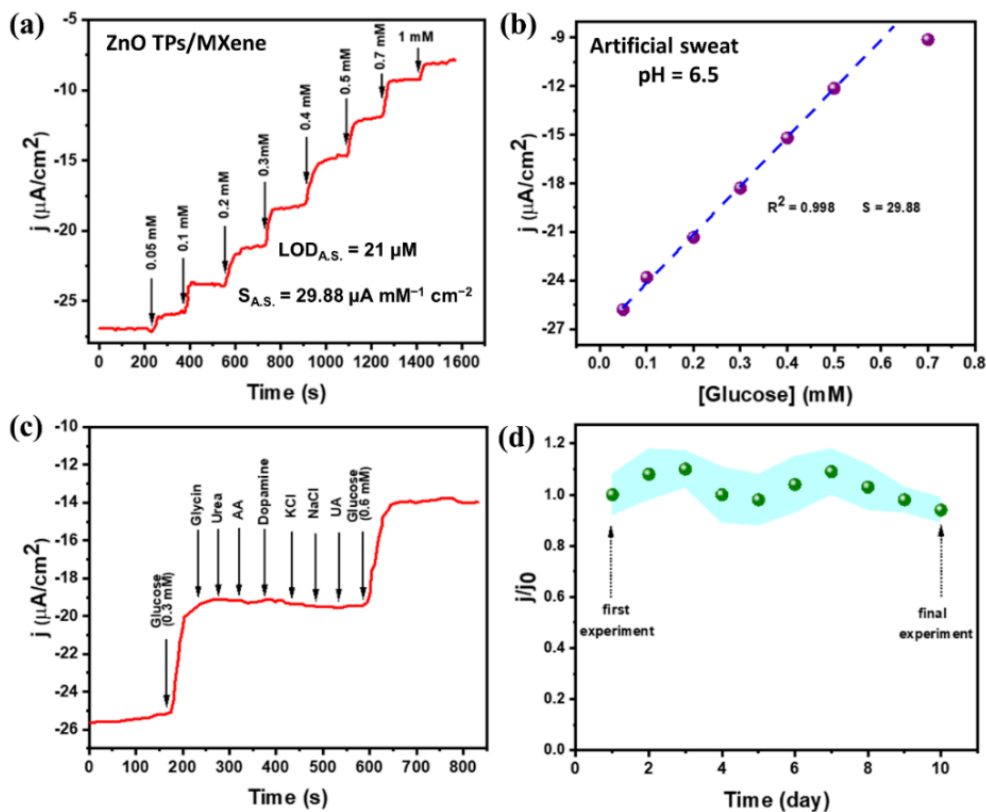 (a)
ZnO TPs/MXene
0.05 mM
0.1 mM
0.2 mM
0.3mM
0.4 mM
0.5 mM
0.7 mM
1 mM
LOD_A.S. = 21 µM
S_A.S. = 29.88 µA mM⁻¹ cm⁻²
j (µA/cm²)
-5
-10
-15
-20
-25
0 200 400 600 800 1000 1200 1400 1600
Time (s)
(b)
Artificial sweat
pH = 6.5
R² = 0.998 S = 29.88
j (µA/cm²)
-9
-12
-15
-18
-21
-24
-27
0.0 0.1 0.2 0.3 0.4 0.5 0.6 0.7 0.8
[Glucose] (mM)
(c)
Glucose
(0.3 mM)
Glycin
Urea
AA
Dopamine
KCl
NaCl
UA
Glucose
(0.6 mM)
j (µA/cm²)
-10
-12
-14
-16
-18
-20
-22
-24
-26
0 200 400 600 800
Time (s)
(d)
first
experiment
final
experiment
j/j0
1.2
1.0
0.8
0.6
0.4
0.2
0.0
0 2 4 6 8 10
Time (day)